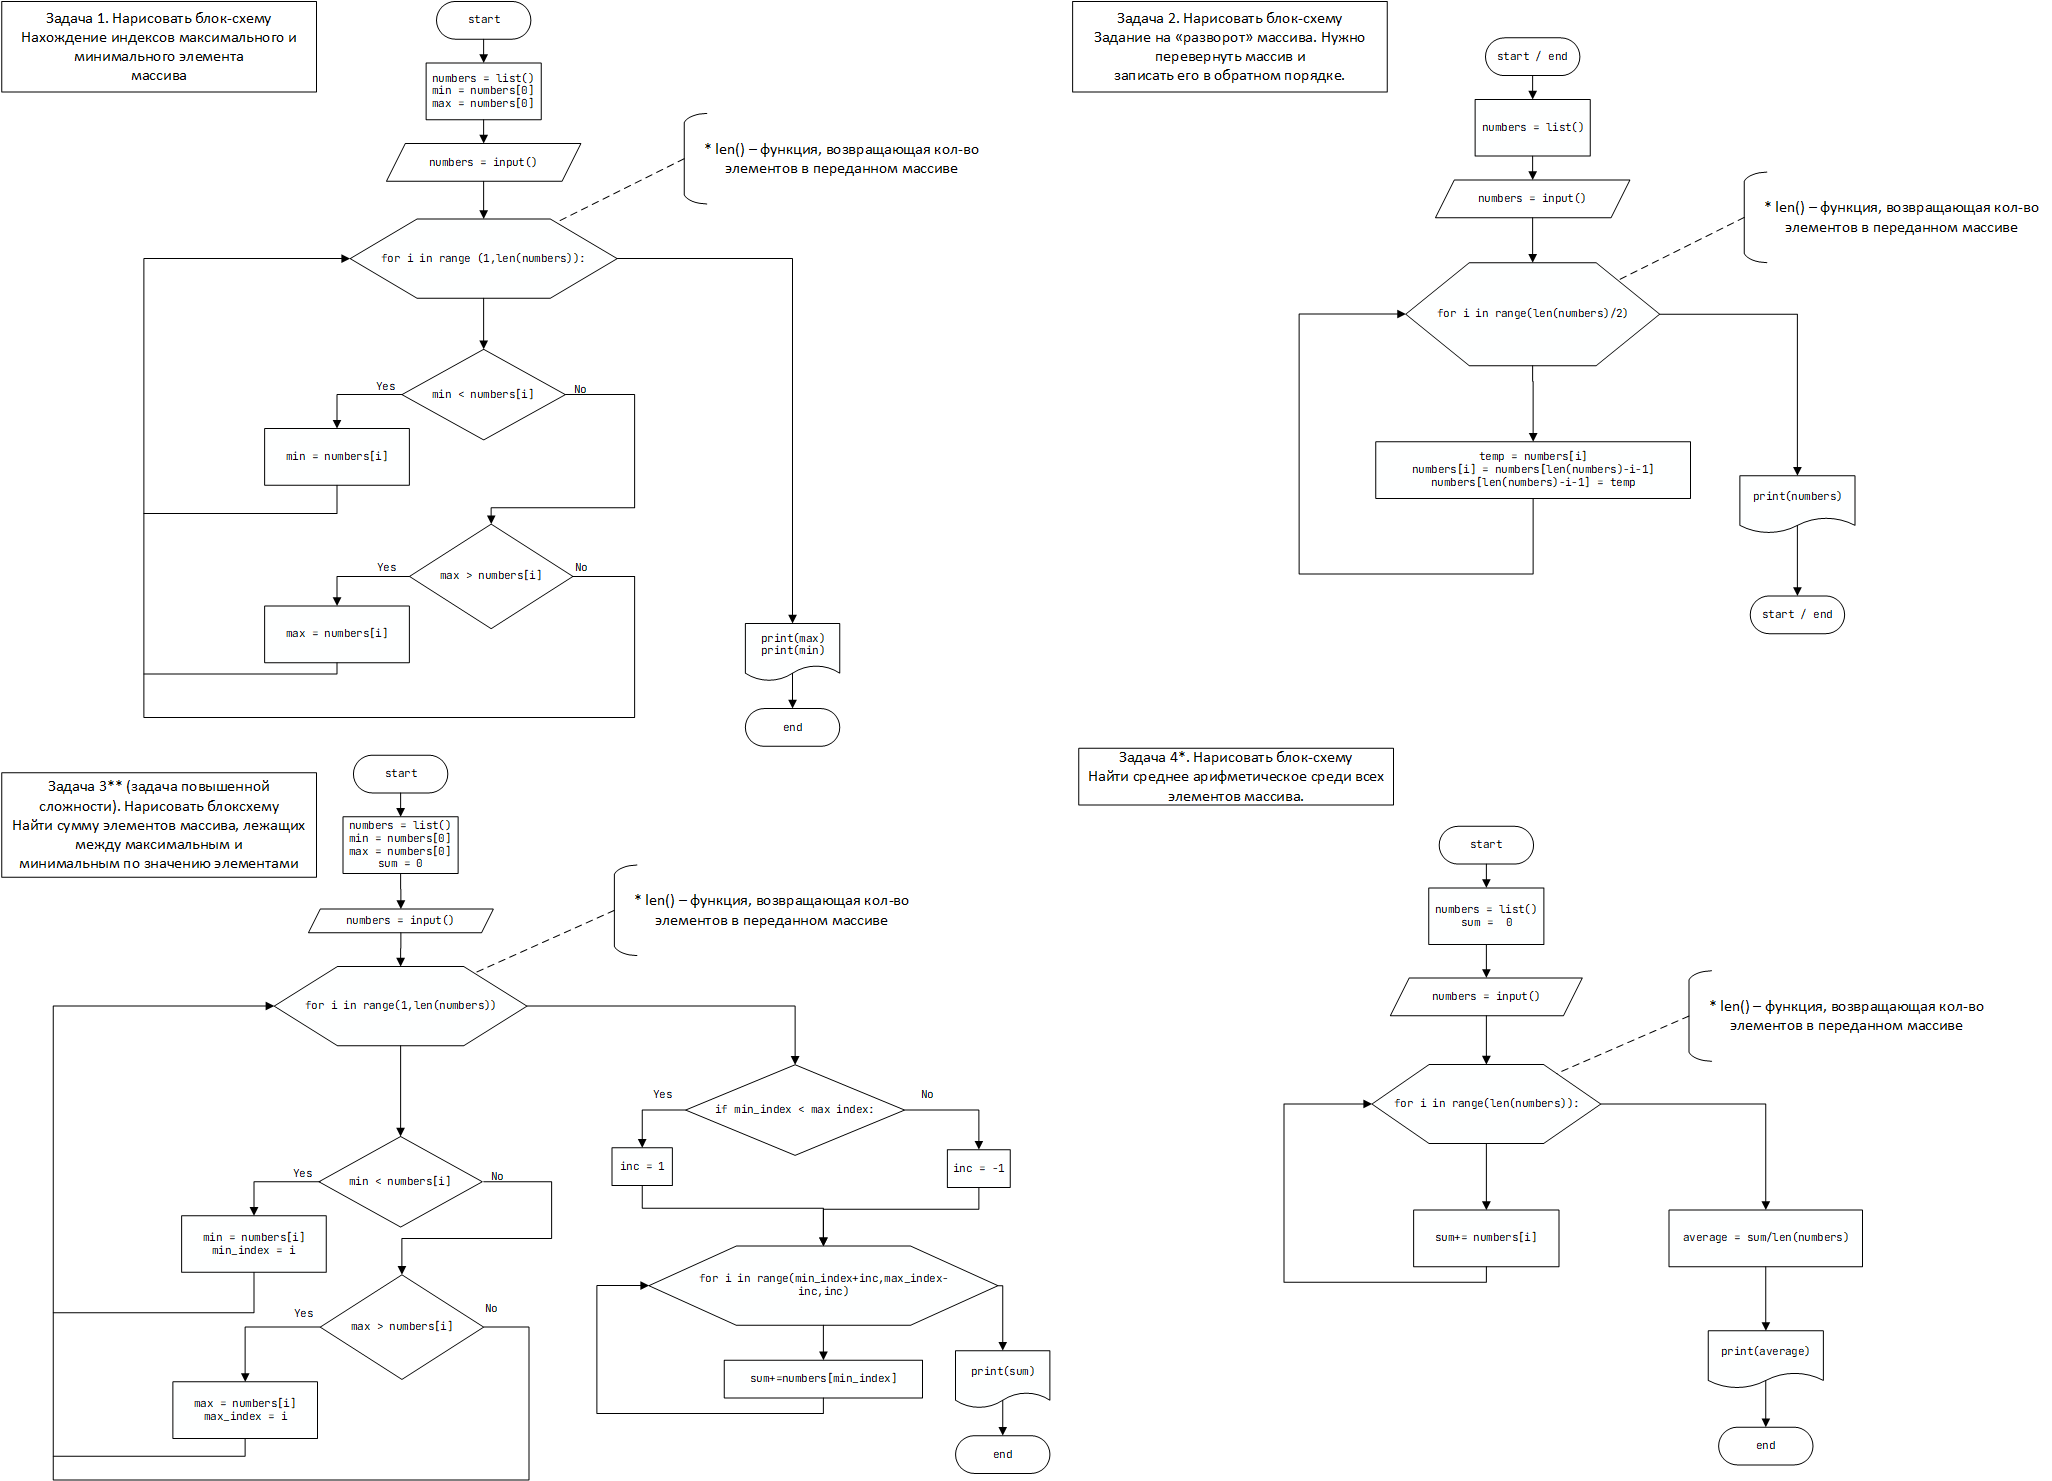 Задача 1. Нарисовать блок-схему
Нахождение индексов максимального и
минимального элемента
массива
start
numbers = list()
min = numbers[0]
max = numbers[0]
numbers = input()
* len() – функция, возвращающая кол-во
элементов в переданном массиве
for i in range (1,len(numbers)):
Yes
min < numbers[i]
No
min = numbers[i]
Yes
max > numbers[i]
No
max = numbers[i]
print(max)
print(min)
end
Задача 2. Нарисовать блок-схему
Задание на «разворот» массива. Нужно
перевернуть массив и
записать его в обратном порядке.
start / end
numbers = list()
numbers = input()
* len() – функция, возвращающая кол-во
элементов в переданном массиве
for i in range(len(numbers)/2)
temp = numbers[i]
numbers[i] = numbers[len(numbers)-i-1]
numbers[len(numbers)-i-1] = temp
print(numbers)
start / end
Задача 3** (задача повышенной
сложности). Нарисовать блоксхему
Найти сумму элементов массива, лежащих
между максимальным и
минимальным по значению элементами
start
numbers = list()
min = numbers[0]
max = numbers[0]
sum = 0
numbers = input()
* len() – функция, возвращающая кол-во
элементов в переданном массиве
for i in range(1,len(numbers))
Yes
min < numbers[i]
No
min = numbers[i]
min_index = i
Yes
max > numbers[i]
No
max = numbers[i]
max_index = i
Yes
if min_index < max index:
No
inc = 1
inc = -1
for i in range(min_index+inc,max_index-
inc,inc)
sum+=numbers[min_index]
print(sum)
end
Задача 4*. Нарисовать блок-схему
Найти среднее арифметическое среди всех
элементов массива.
start
numbers = list()
sum =  0
numbers = input()
* len() – функция, возвращающая кол-во
элементов в переданном массиве
for i in range(len(numbers)):
sum+= numbers[i]
average = sum/len(numbers)
print(average)
end